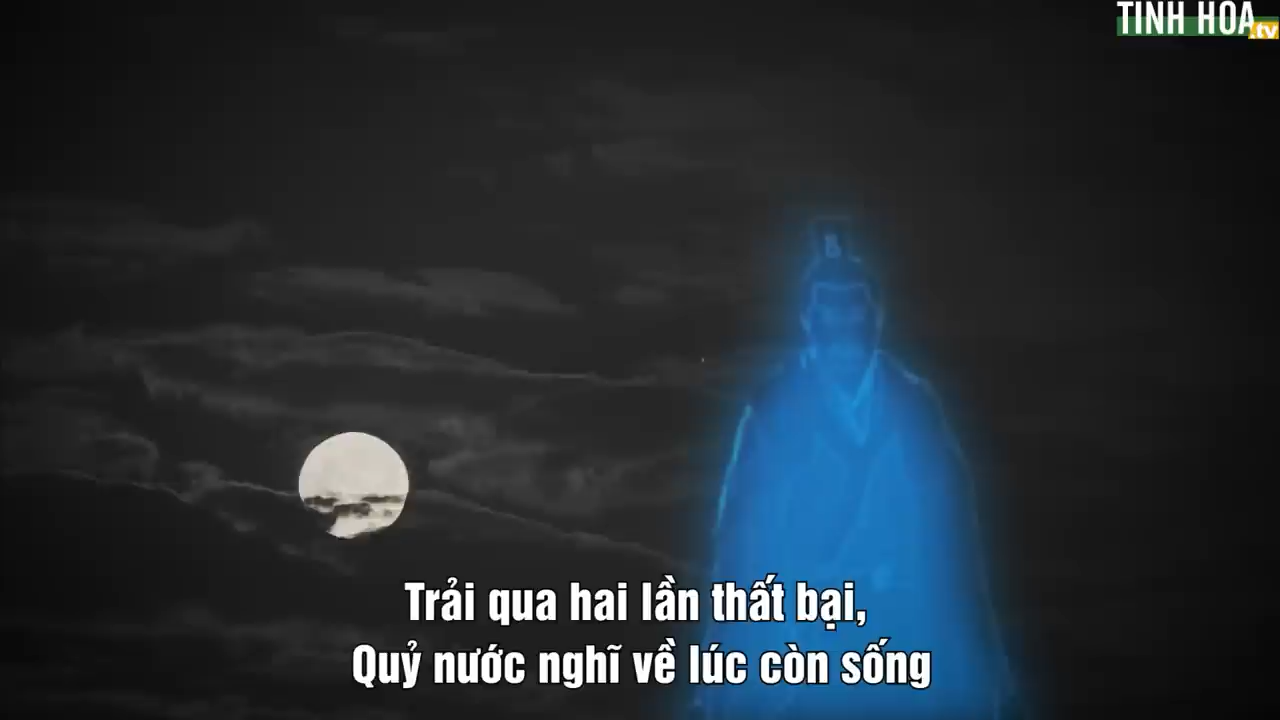 TINH HOA
.tv
Trải qua hai lần thất bại,
Quỷ nước nghĩ về lúc còn sống